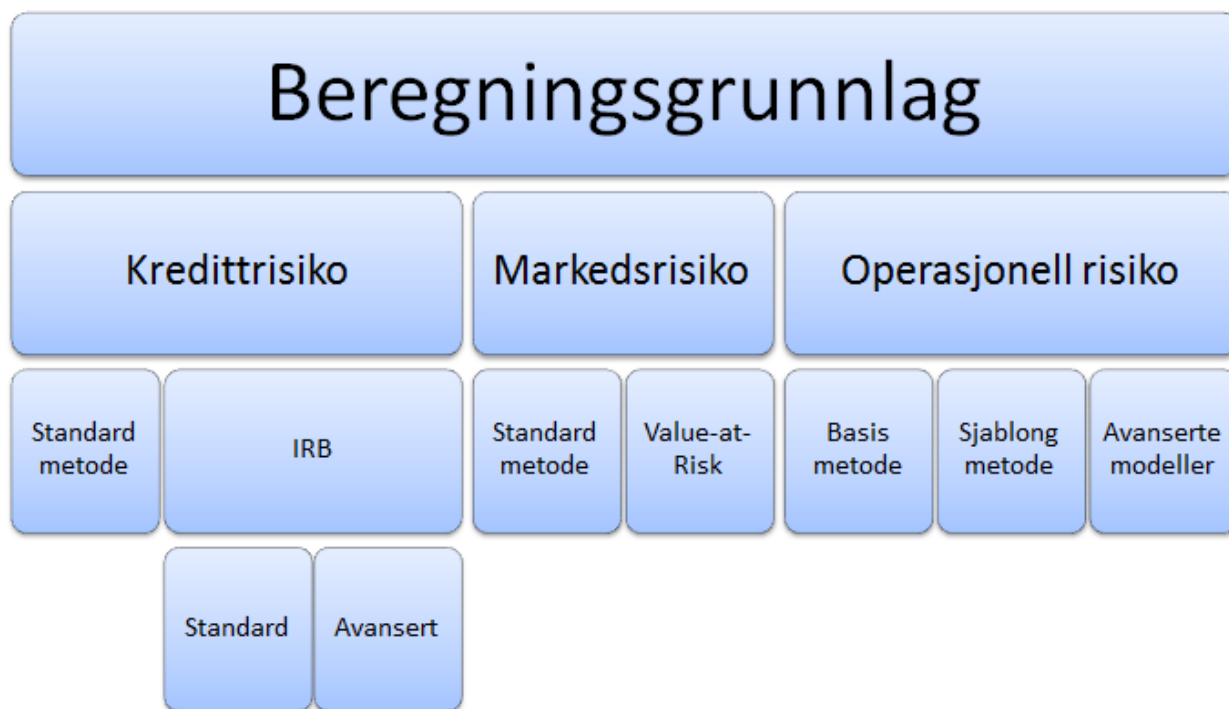 Beregningsgrunnlag
Kredittrisiko
Markedsrisiko
Operasjonell risiko
Standard
metode
IRB
Standard
metode
Value-at-
Risk
Basis
metode
Sjablong
metode
Avanserte
modeller
Standard
Avansert